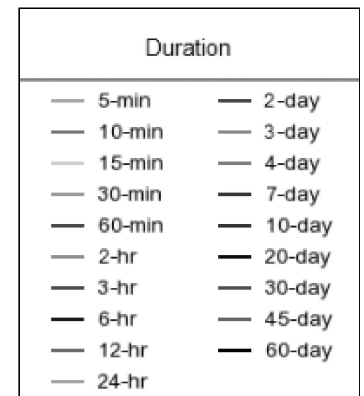 Duration
5-min 2-day
10-min 3-day
15-min 4-day
30-min 7-day
60-min 10-day
2-hr 20-day
3-hr 30-day
6-hr 45-day
12-hr 60-day
24-hr